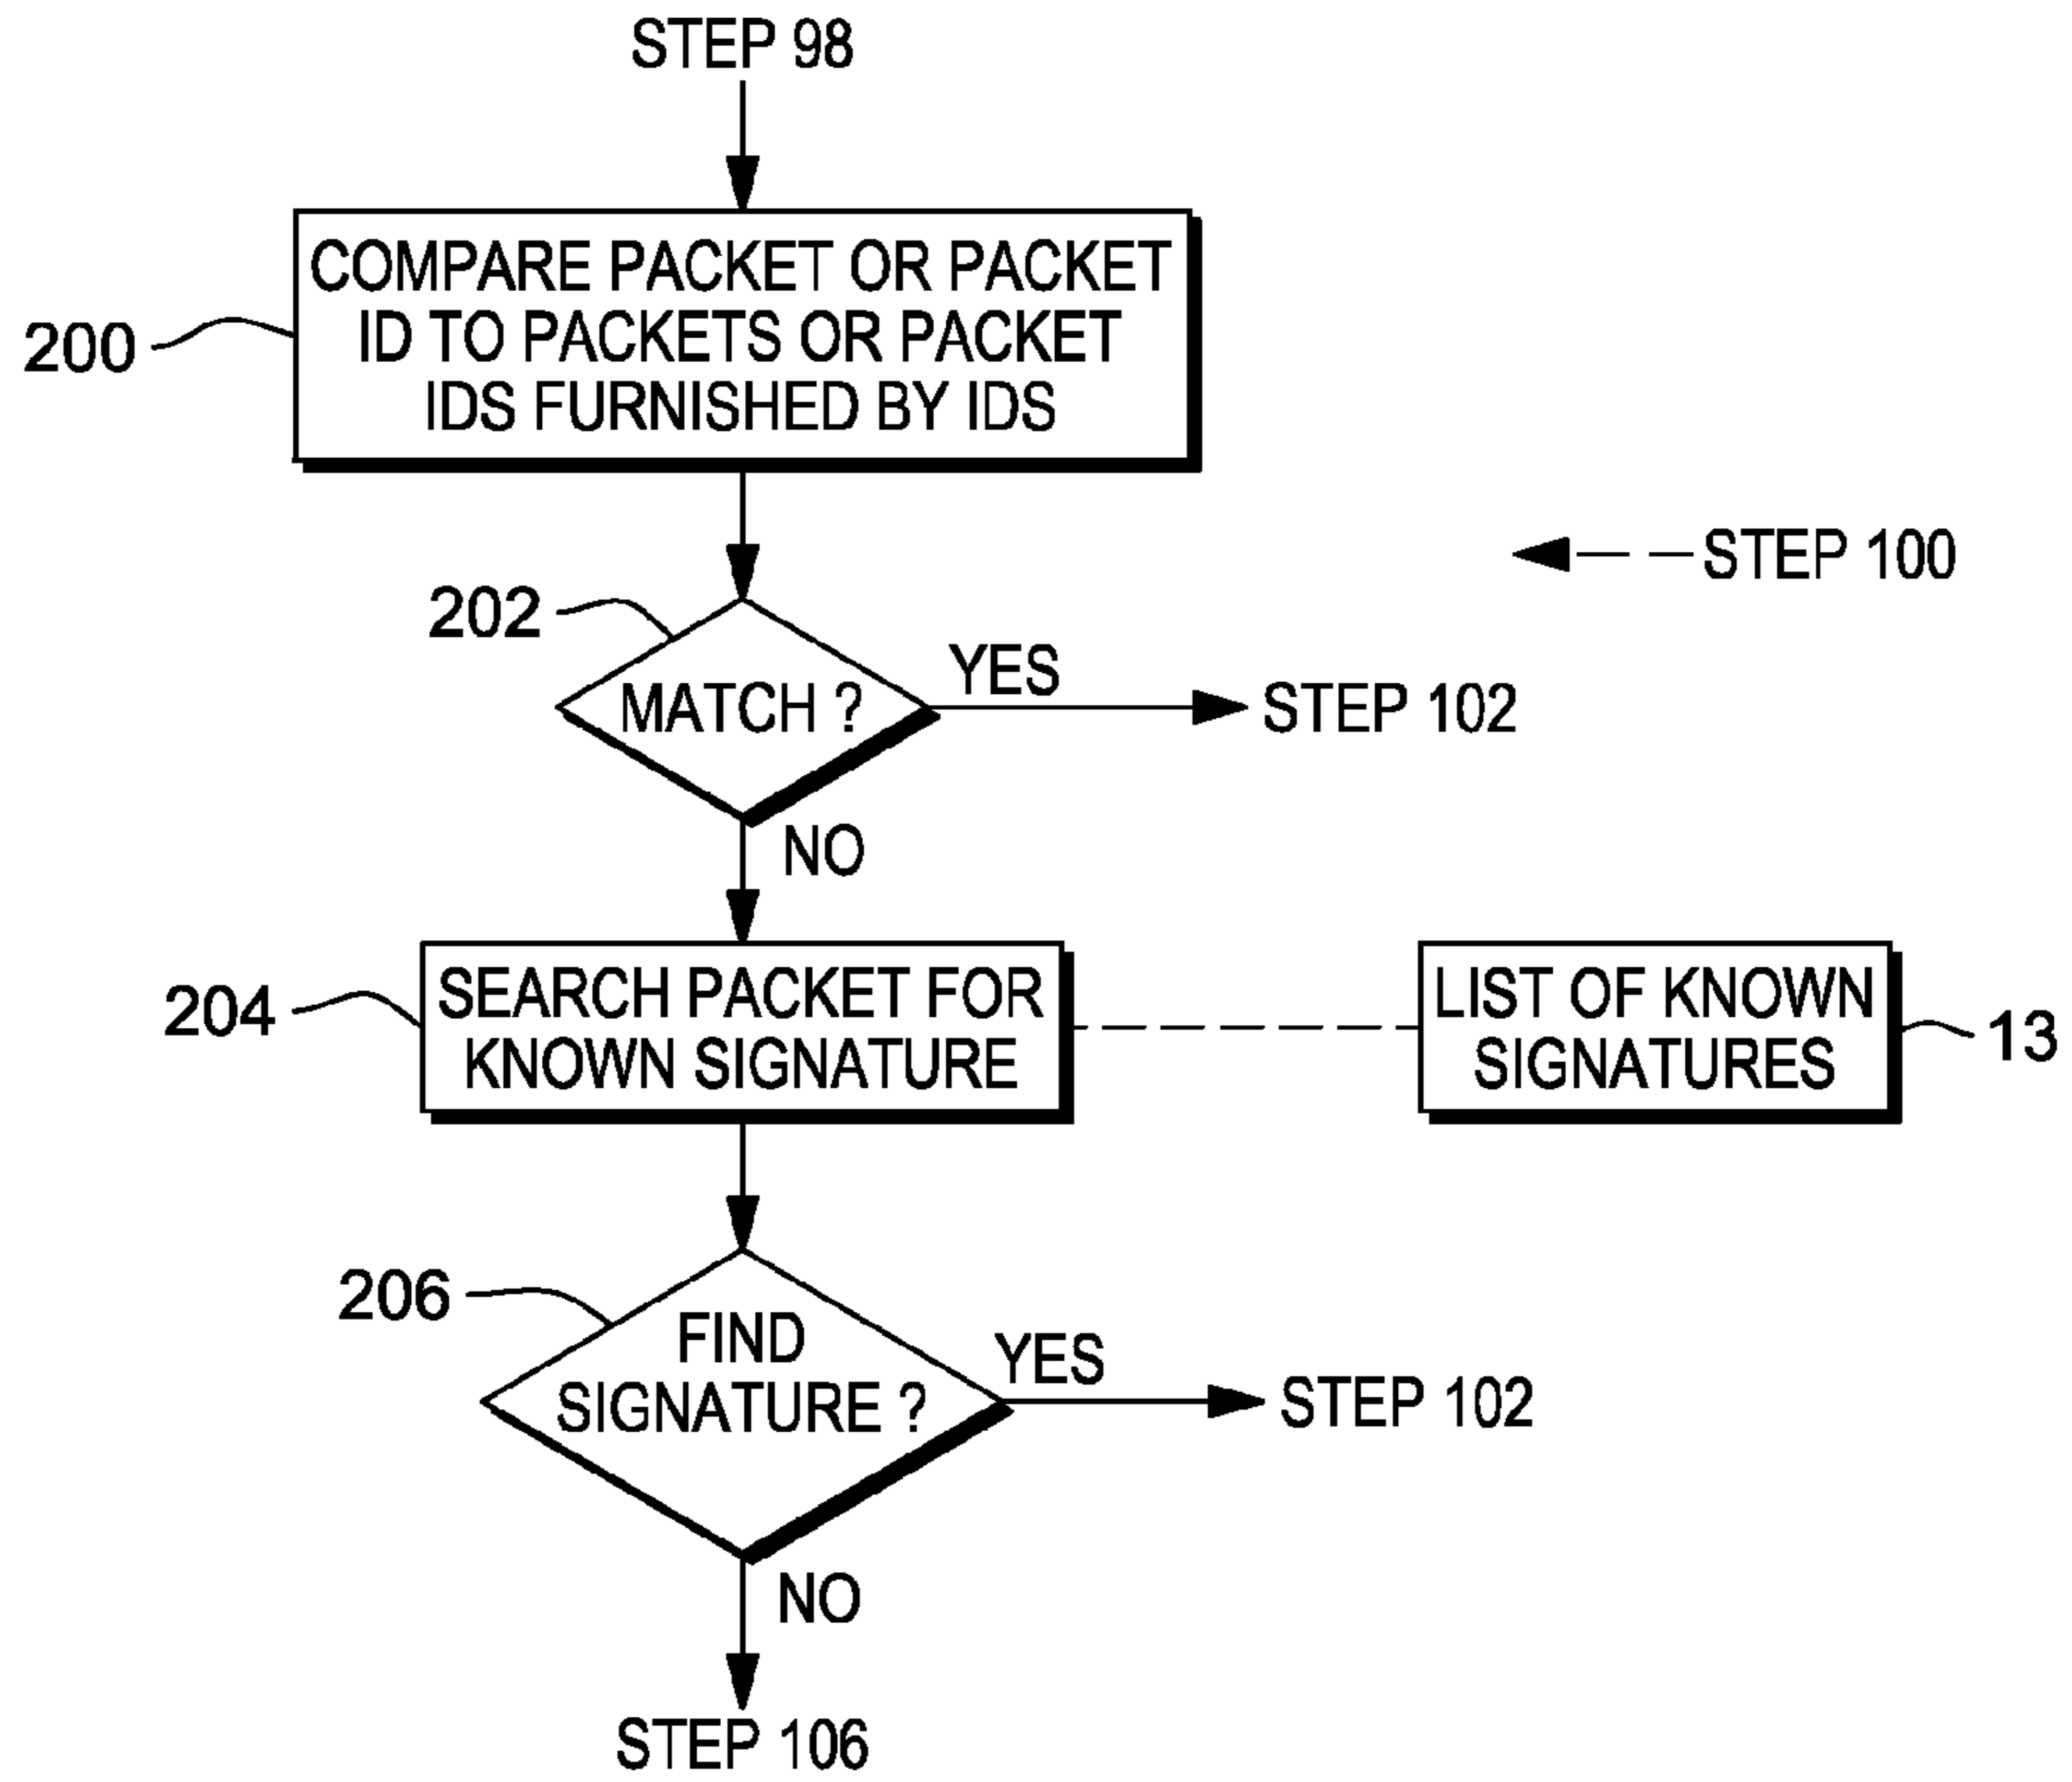 STEP 98
COMPARE PACKET OR PACKET
ID TO PACKETS OR PACKET
IDS FURNISHED BY IDS
200
STEP 100
202
MATCH ?
YES
STEP 102
NO
204
SEARCH PACKET FOR
KNOWN SIGNATURE
LIST OF KNOWN
SIGNATURES
13
206
FIND
SIGNATURE ?
YES
STEP 102
NO
STEP 106